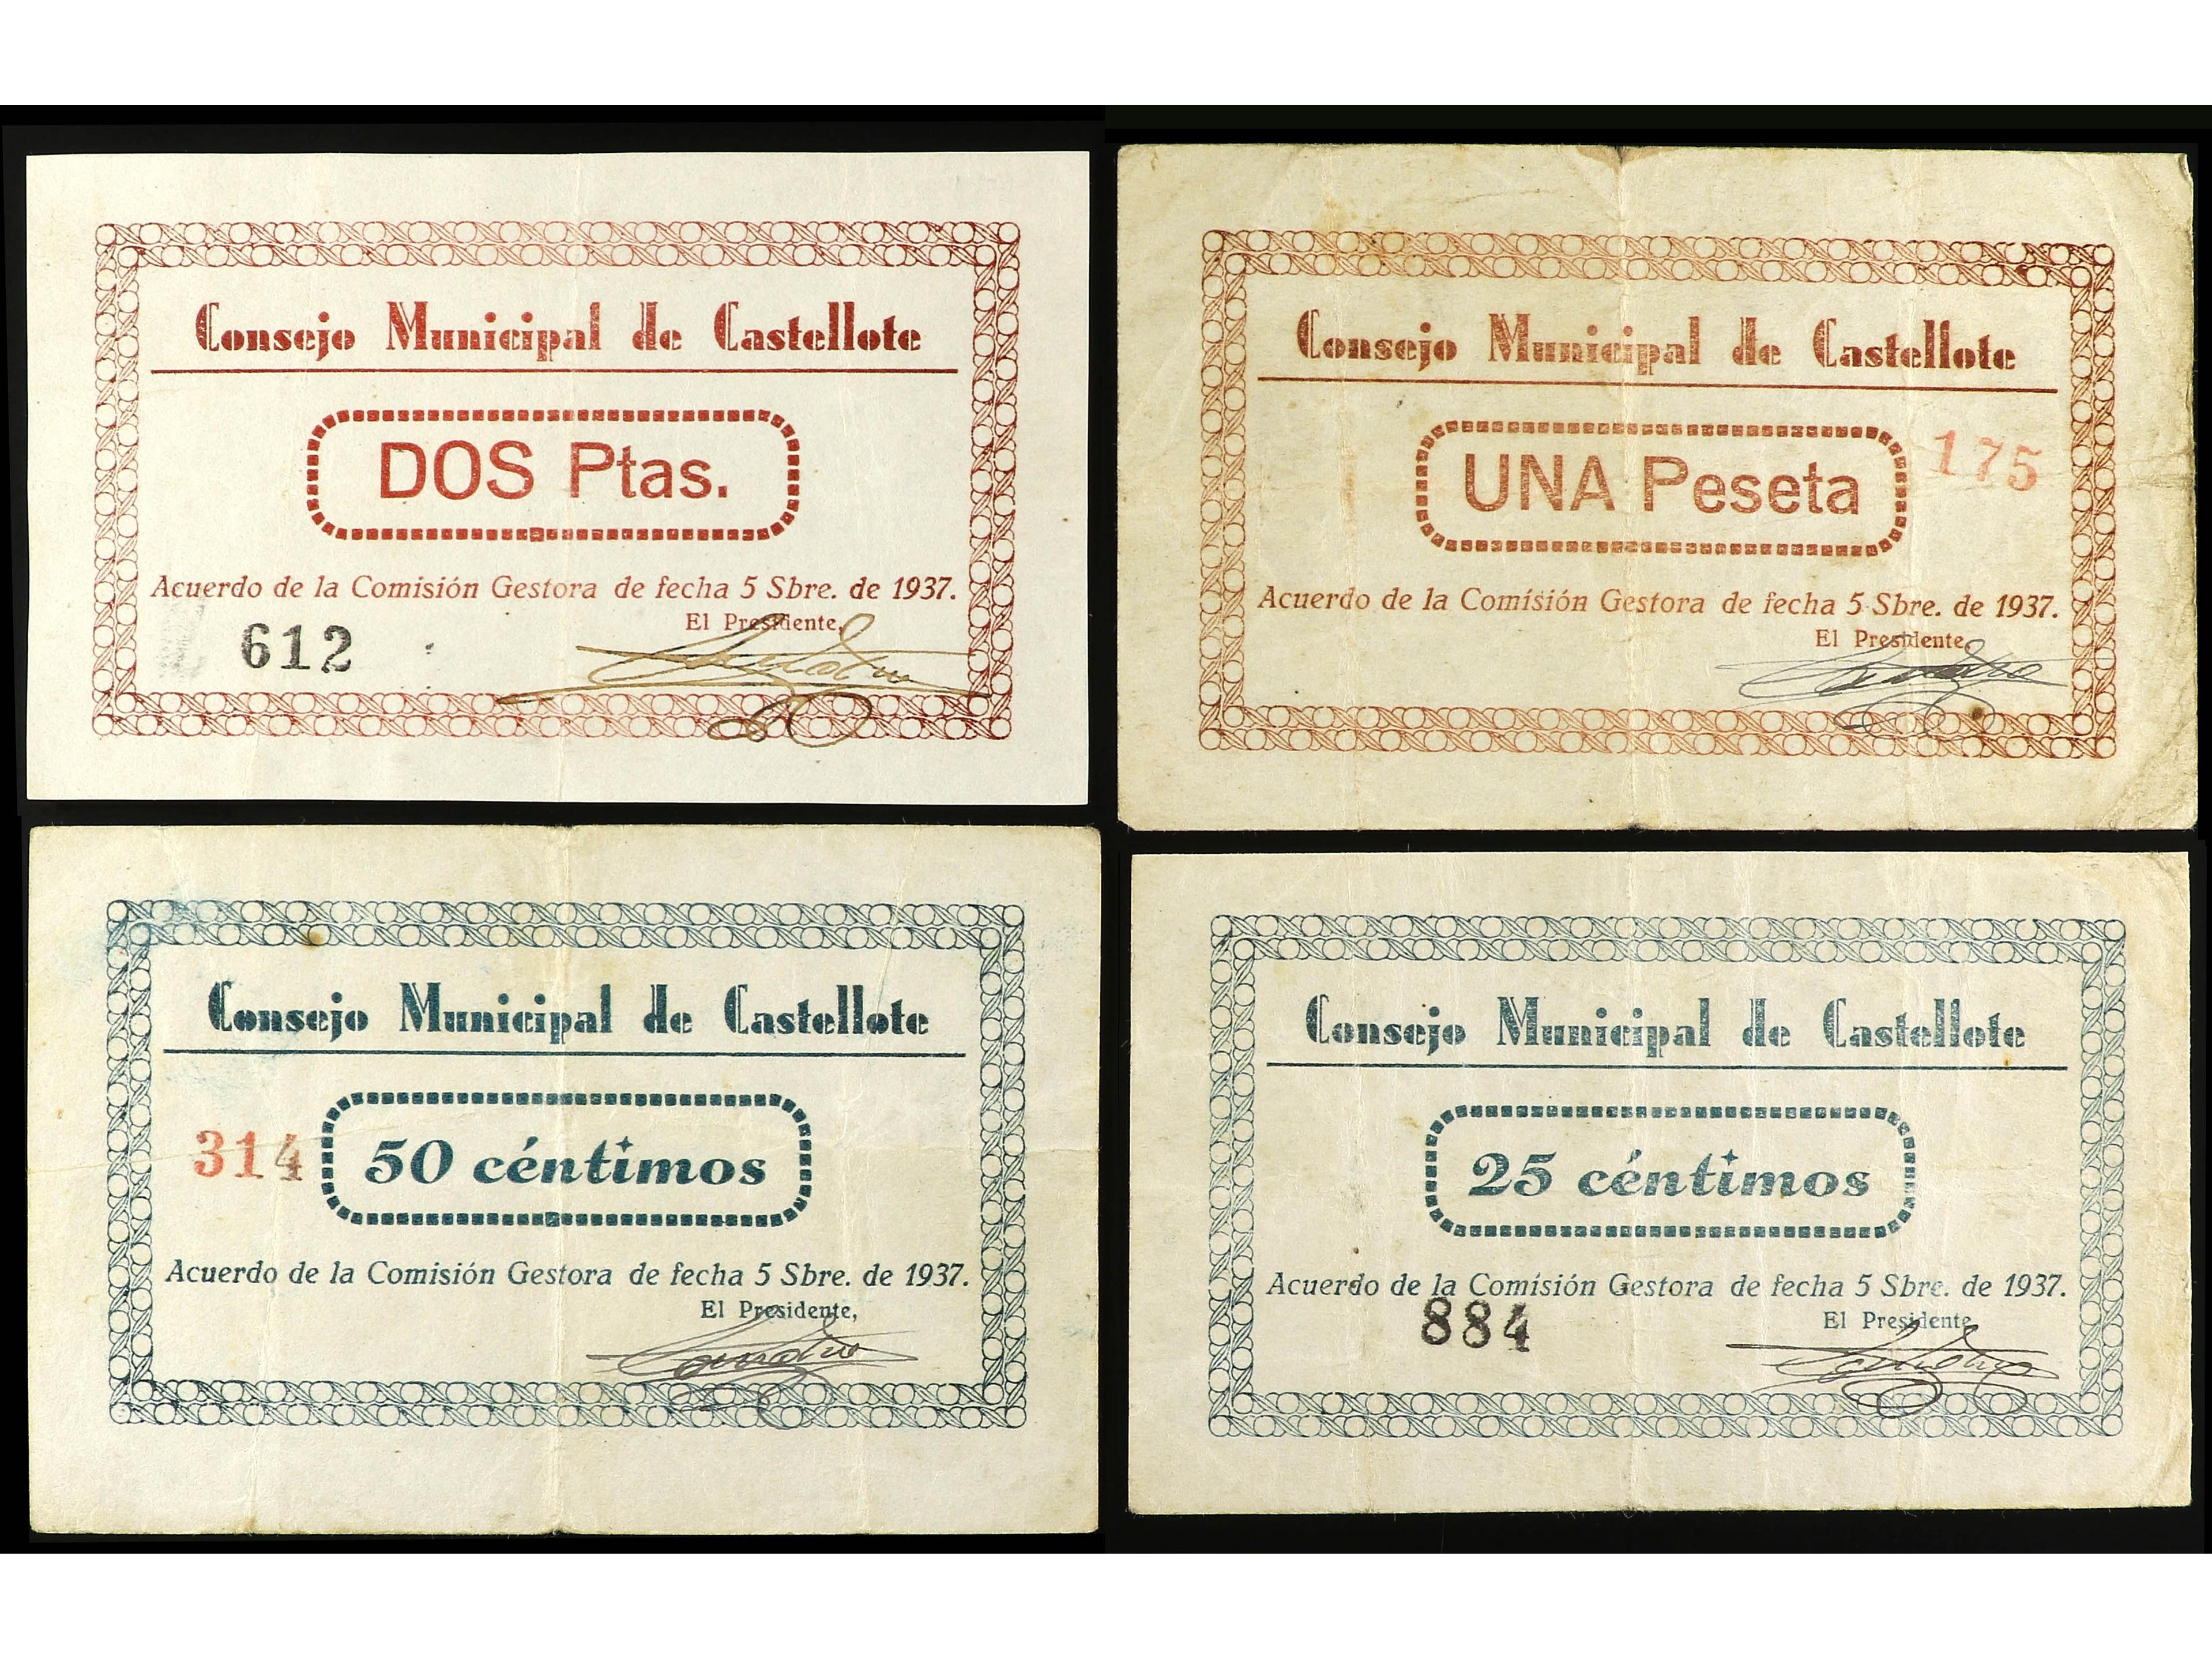 Consejo Municipal de Castellote
DOS Ptas.
Acuerdo de la Comisión Gestora de fecha 5 Sbre. de 1937.
El Presidente,
612
Consejo Municipal de Castellote
UNA Peseta
175
Acuerdo de la Comisión Gestora de fecha 5 Sbre. de 1937.
El Presidente,
Consejo Municipal de Castellote
314
50 céntimos
Acuerdo de la Comisión Gestora de fecha 5 Sbre. de 1937.
El Presidente,
Consejo Municipal de Castellote
25 céntimos
Acuerdo de la Comisión Gestora de fecha 5 Sbre. de 1937.
884
El Presidente,